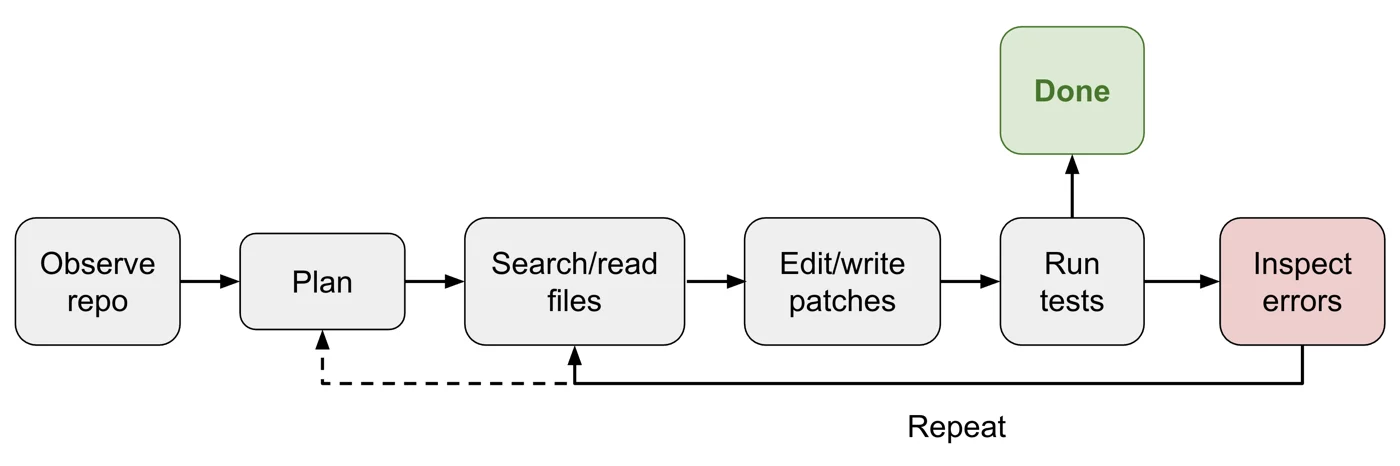 Done
Observe
repo
Plan
Search/read
files
Edit/write
patches
Run
tests
Inspect
errors
Repeat